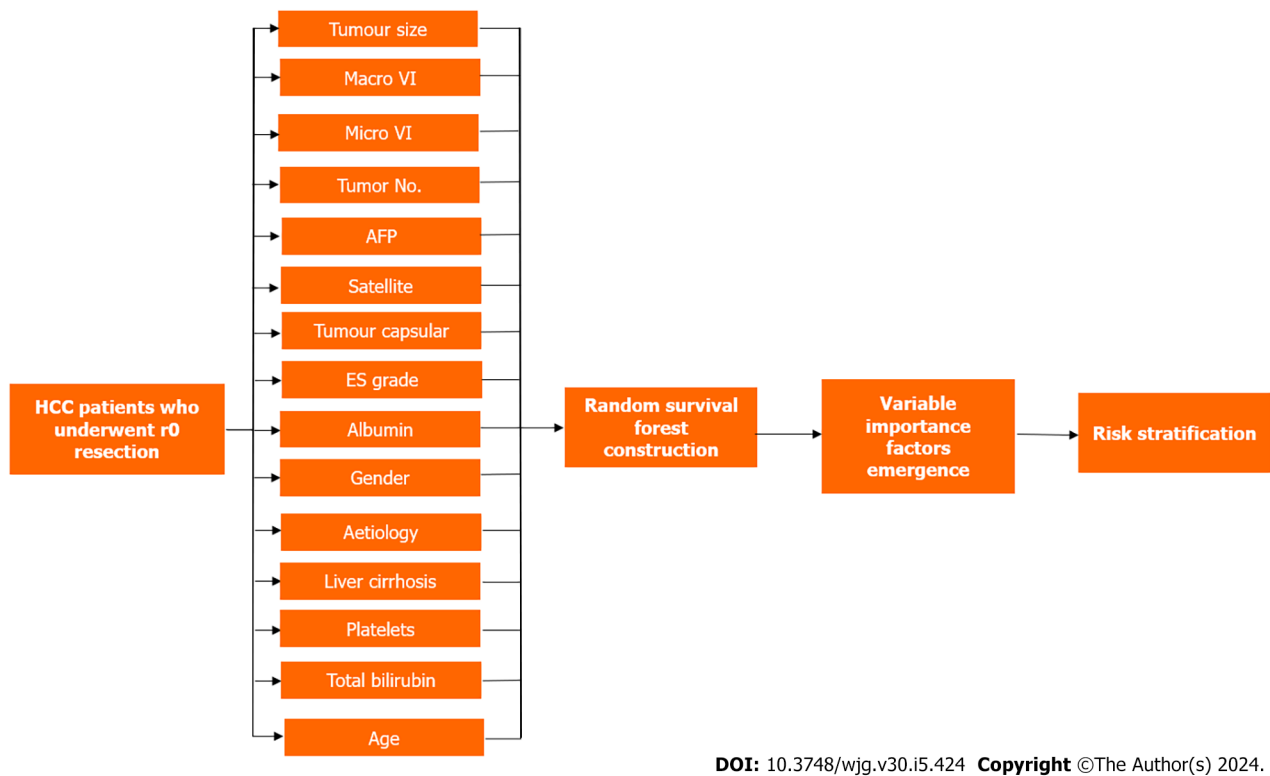 HCC patients who
underwent r0
resection
Tumour size
Macro VI
Micro VI
Tumor No.
AFP
Satellite
Tumour capsular
ES grade
Albumin
Gender
Aetiology
Liver cirrhosis
Platelets
Total bilirubin
Age
Random survival
forest
construction
Variable
importance
factors
emergence
Risk stratification
DOI: 10.3748/wjg.v30.i5.424 Copyright ©The Author(s) 2024.